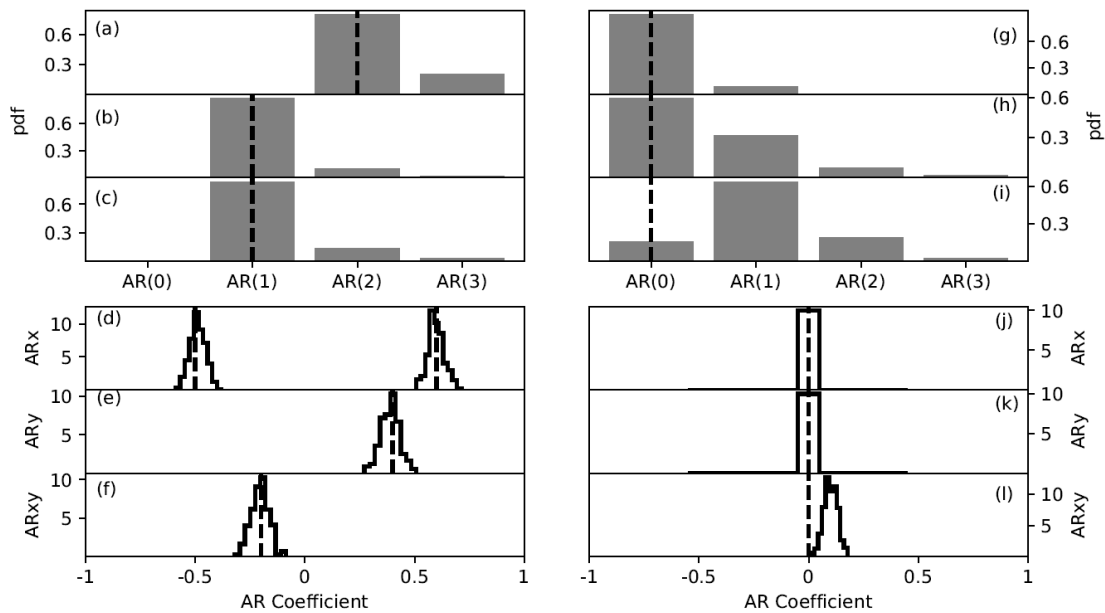 (a)
0.6
0.3
(b)
0.6
0.3
pdf
(c)
0.6
0.3
AR(0) AR(1) AR(2) AR(3)
(d)
10
5
ARx
(e)
10
5
ARy
(f)
10
5
ARxy
-1 -0.5 0 0.5 1
AR Coefficient
(g)
0.6
0.3
(h)
0.6
0.3
pdf
(i)
0.6
0.3
AR(0) AR(1) AR(2) AR(3)
(j)
10
5
ARx
(k)
10
5
ARy
(l)
10
5
ARxy
-1 -0.5 0 0.5 1
AR Coefficient